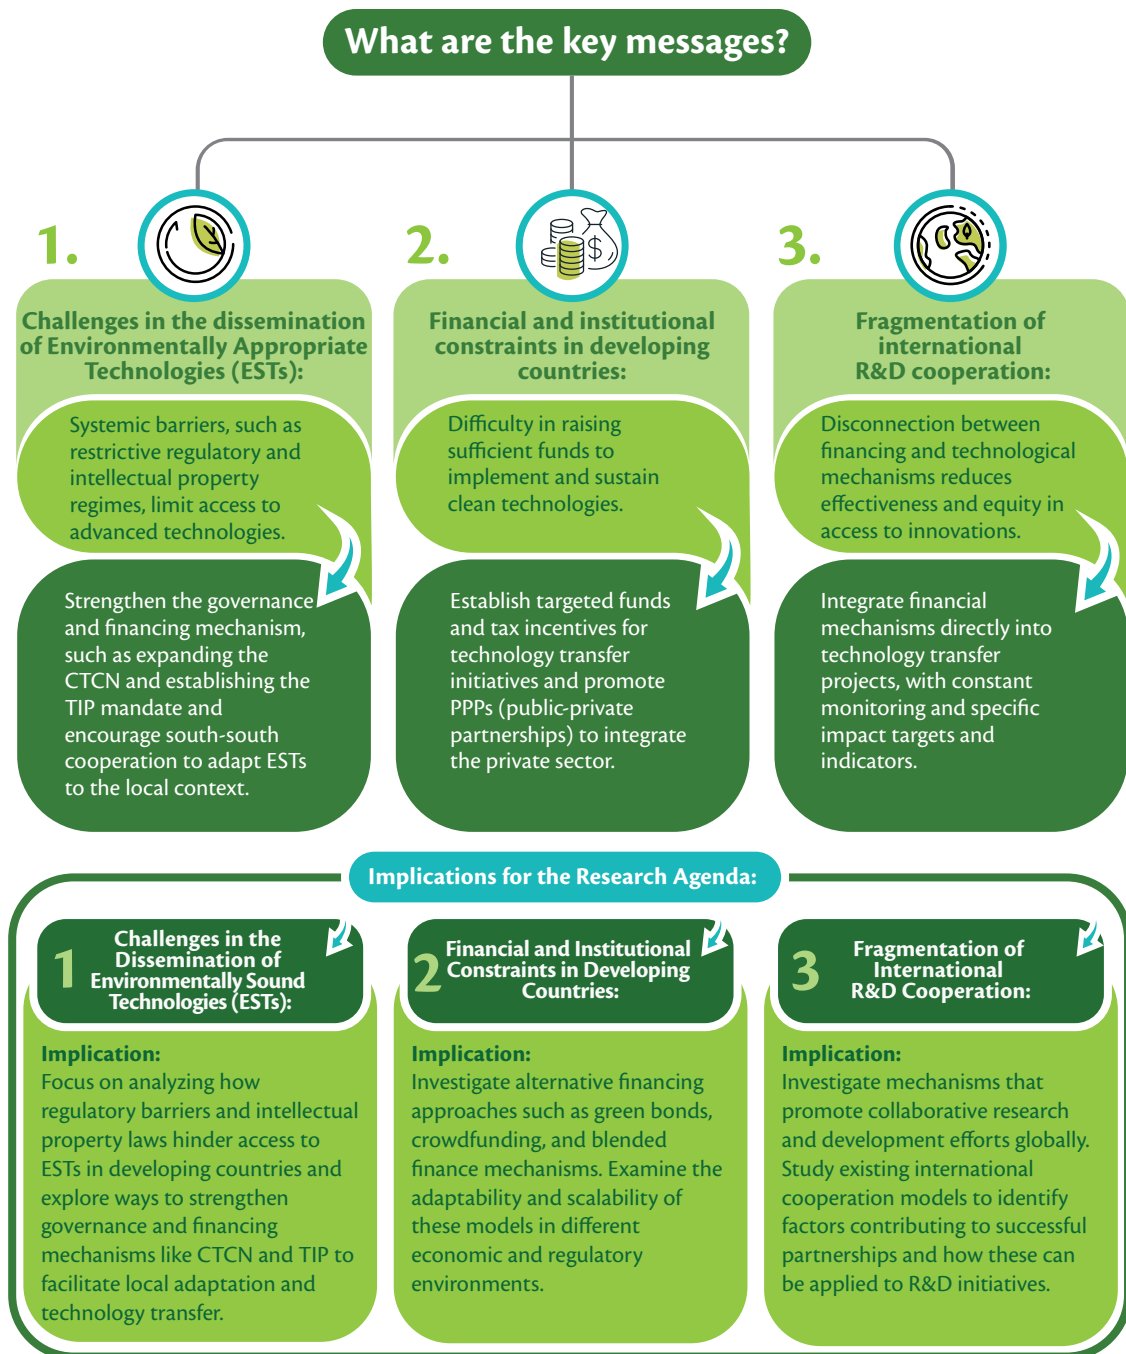 What are the key messages?
1.
Challenges in the dissemination
of Environmentally Appropriate
Technologies (ESTs):
Systemic barriers, such as
restrictive regulatory and
intellectual property
regimes, limit access to
advanced technologies.
Strengthen the governance
and financing mechanism,
such as expanding the
CTCN and establishing the
TIP mandate and
encourage south-south
cooperation to adapt ESTs
to the local context.
2.
$
Financial and institutional
constraints in developing
countries:
Difficulty in raising
sufficient funds to
implement and sustain
clean technologies.
Establish targeted funds
and tax incentives for
technology transfer
initiatives and promote
PPPs (public-private
partnerships) to integrate
the private sector.
3.
Fragmentation of
international
R&D cooperation:
Disconnection between
financing and technological
mechanisms reduces
effectiveness and equity in
access to innovations.
Integrate financial
mechanisms directly into
technology transfer
projects, with constant
monitoring and specific
impact targets and
indicators.
Implications for the Research Agenda:
1
Challenges in the
Dissemination of
Environmentally Sound
Technologies (ESTs):
Implication:
Focus on analyzing how
regulatory barriers and intellectual
property laws hinder access to
ESTs in developing countries and
explore ways to strengthen
governance and financing
mechanisms like CTCN and TIP to
facilitate local adaptation and
technology transfer.
2
Financial and Institutional
Constraints in Developing
Countries:
Implication:
Investigate alternative financing
approaches such as green bonds,
crowdfunding, and blended
finance mechanisms. Examine the
adaptability and scalability of
these models in different
economic and regulatory
environments.
3
Fragmentation of
International
R&D Cooperation:
Implication:
Investigate mechanisms that
promote collaborative research
and development efforts globally.
Study existing international
cooperation models to identify
factors contributing to successful
partnerships and how these can
be applied to R&D initiatives.